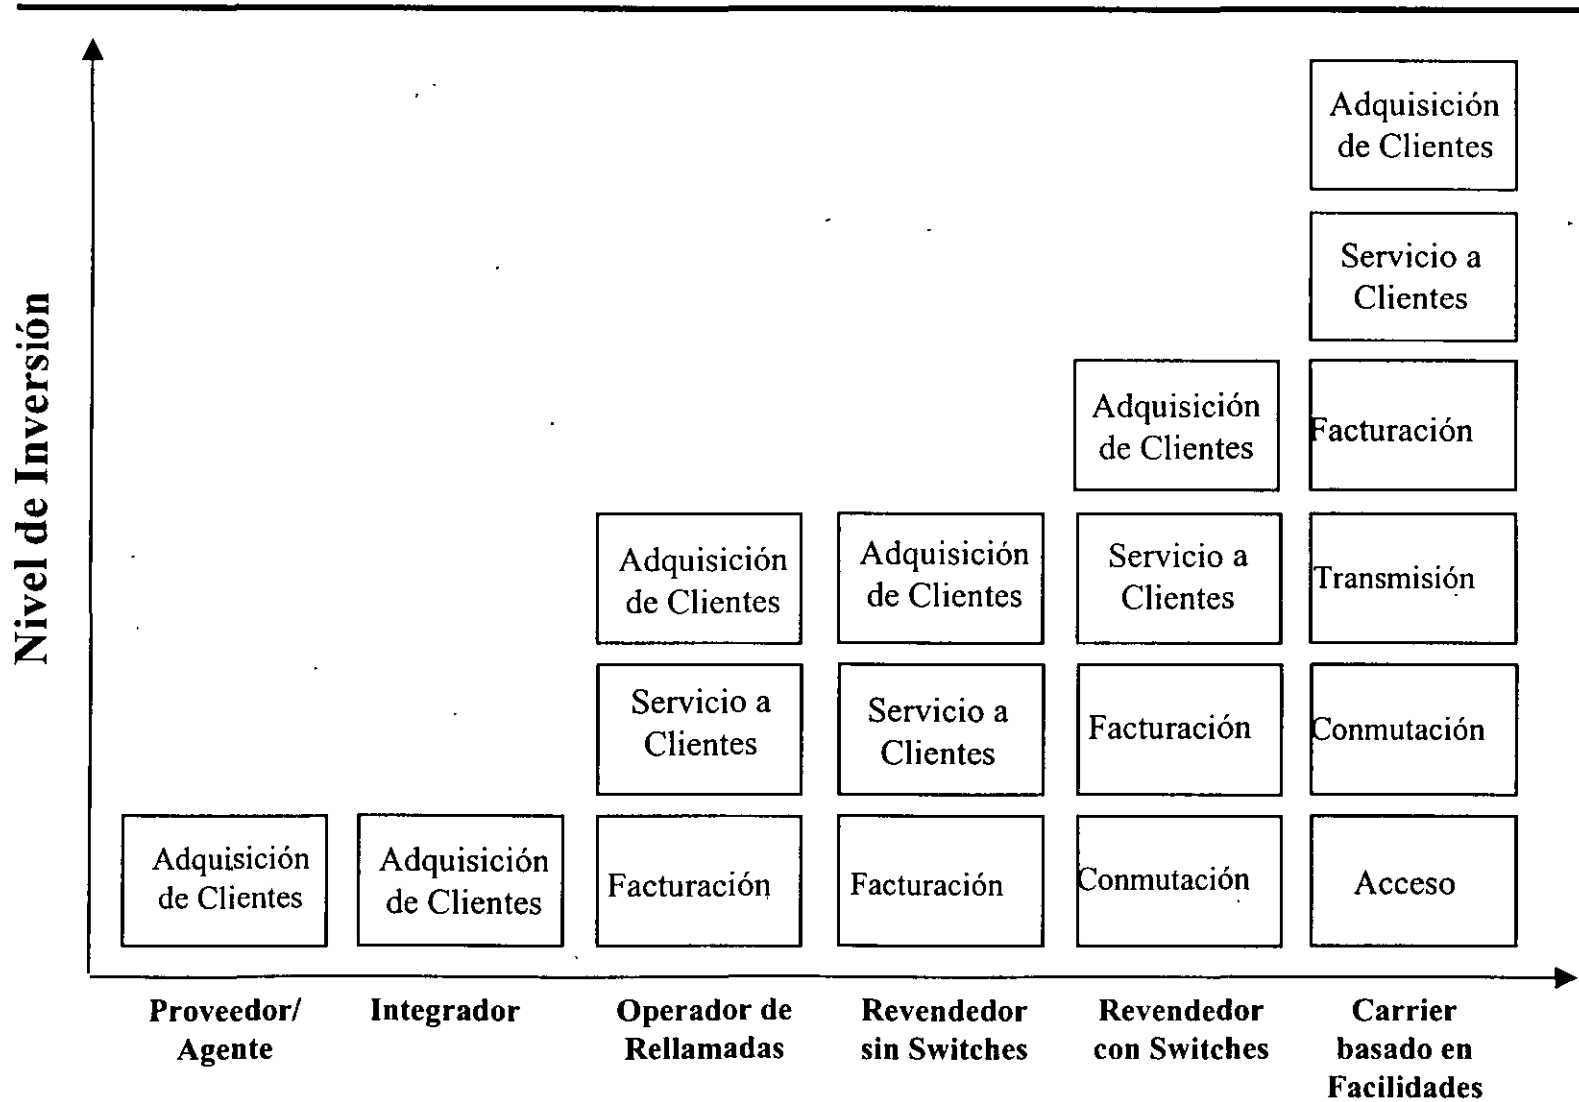 Nivel de Inversión
Adquisición
de Clientes
Servicio a
Clientes
Adquisición
de Clientes
Facturación
Adquisición
de Clientes
Adquisición
de Clientes
Servicio a
Clientes
Transmisión
Servicio a
Clientes
Servicio a
Clientes
Facturación
Conmutación
Adquisición
de Clientes
Adquisición
de Clientes
Facturación
Facturación
Conmutación
Acceso
Proveedor/
Agente
Integrador
Operador de
Rellamadas
Revendedor
sin Switches
Revendedor
con Switches
Carrier
basado en
Facilidades